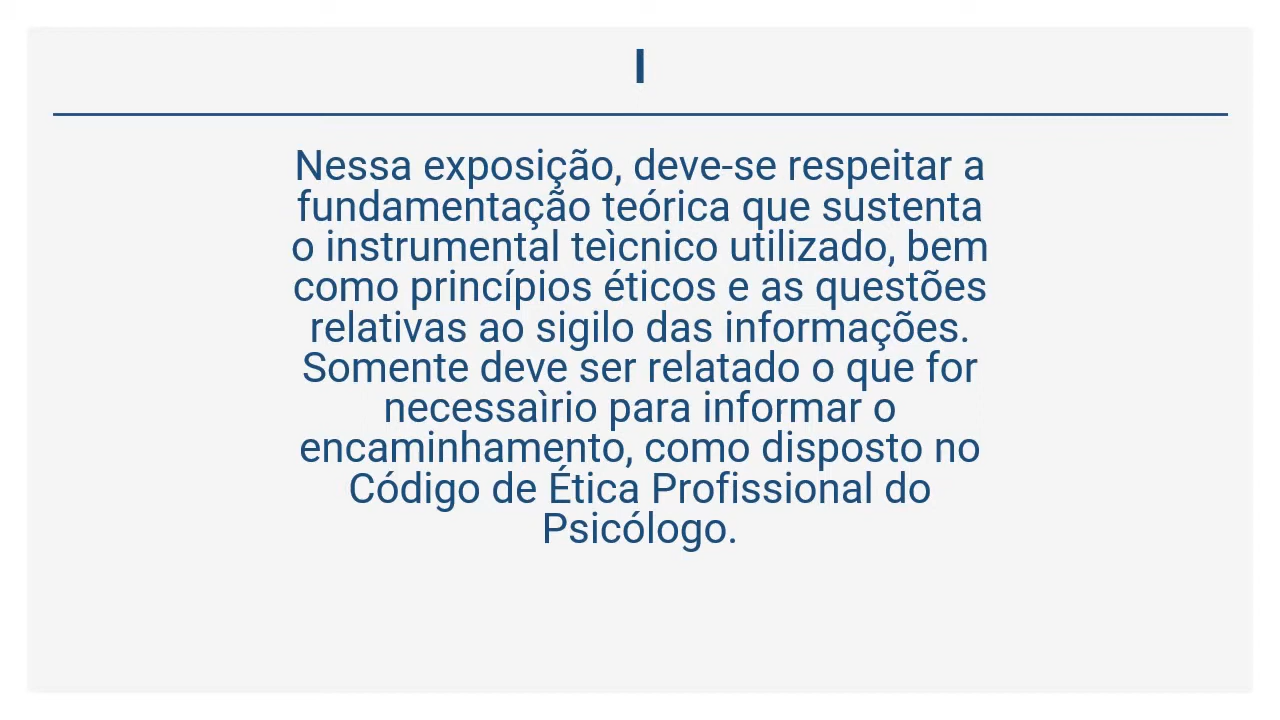 I
Nessa exposição, deve-se respeitar a
fundamentação teórica que sustenta
o instrumental teìcnico utilizado, bem
como princípios éticos e as questões
relativas ao sigilo das informações.
Somente deve ser relatado o que for
necessaìrio para informar o
encaminhamento, como disposto no
Código de Ética Profissional do
Psicólogo.